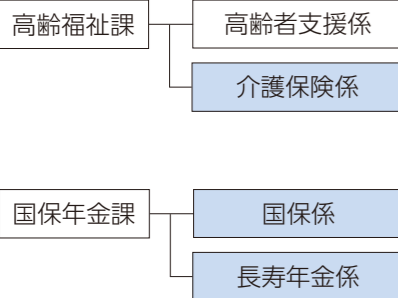 高齢福祉課
高齢者支援係
介護保険係
国保年金課
国保係
長寿年金係